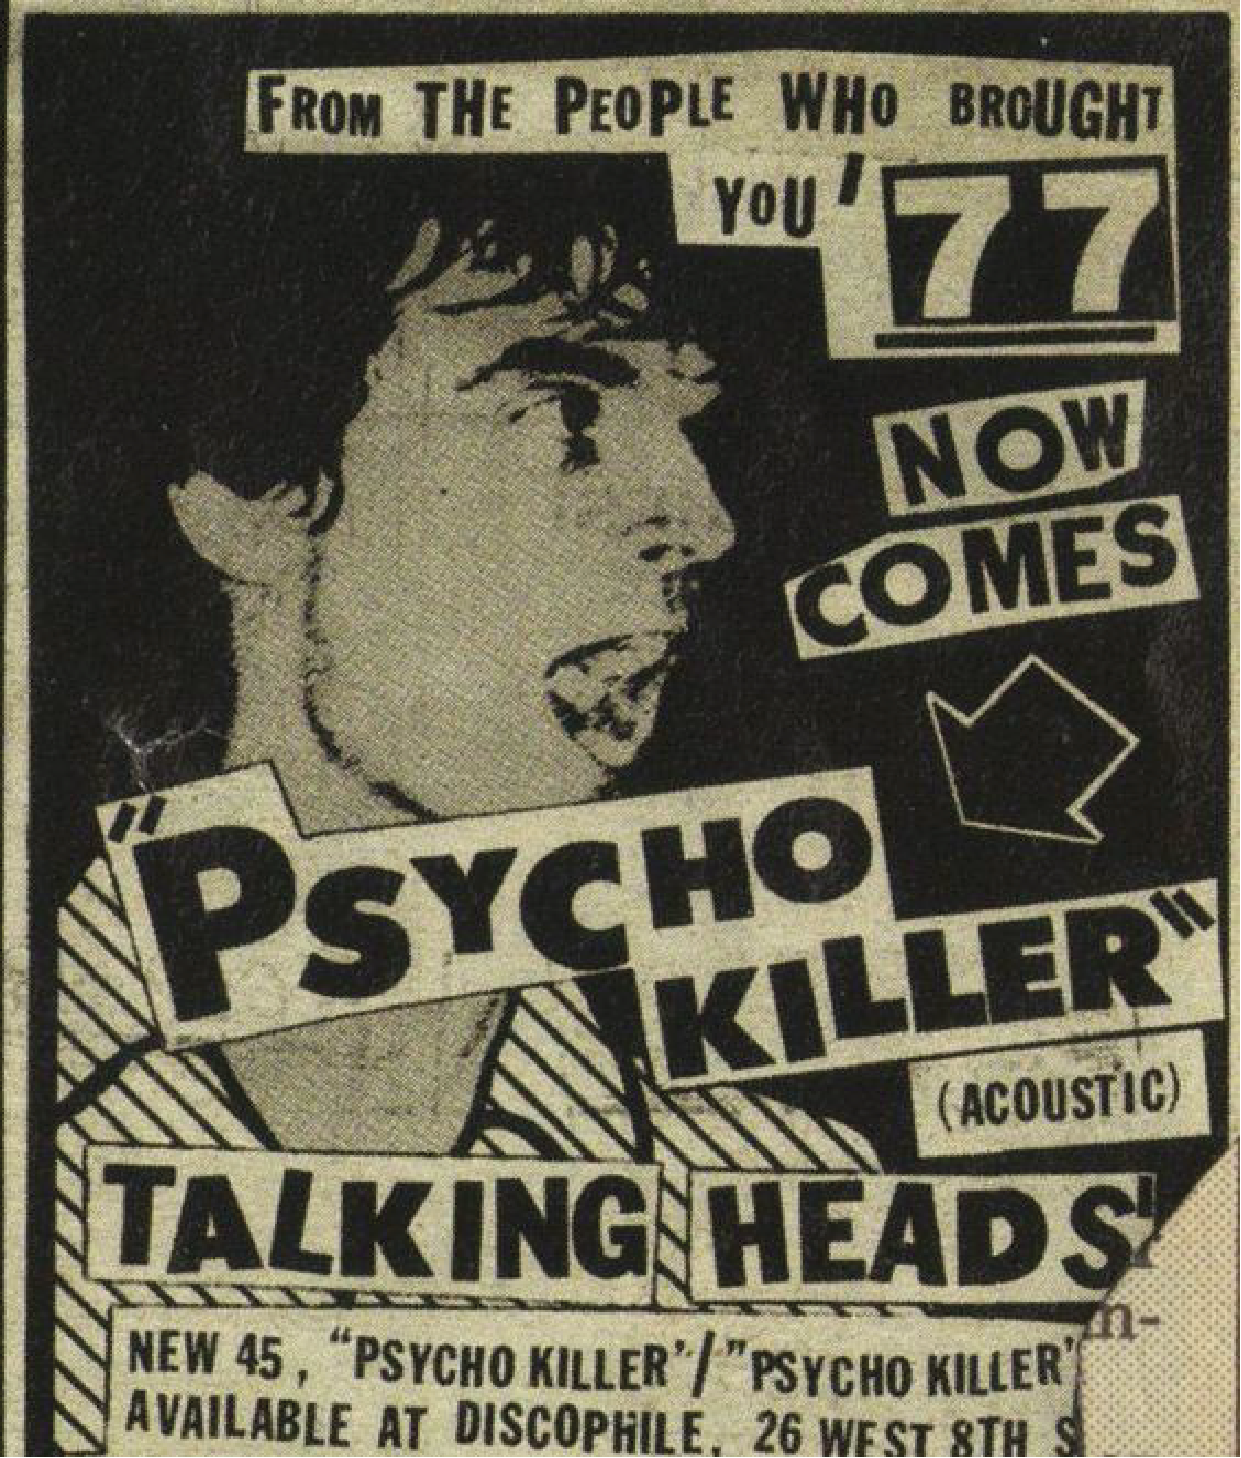 FROM THE PEOPLE WHO BROUGHT
YOU '77
NOW
COMES
"PSYCHO
KILLER"
(ACOUSTIC)
TALKING HEADS'
NEW 45, "PSYCHO KILLER'/"PSYCHO KILLER'
AVAILABLE AT DISCOPHILE, 26 WEST 8TH S